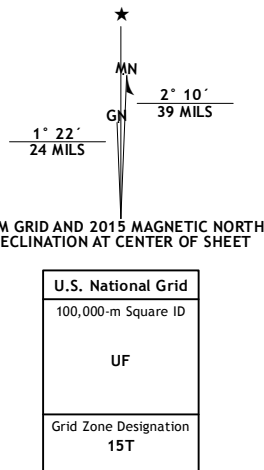 ★
MN
GN
2° 10´
39 MILS
1° 22´
24 MILS
M GRID AND 2015 MAGNETIC NORTH
ECLINATION AT CENTER OF SHEET
U.S. National Grid
100,000-m Square ID
UF
Grid Zone Designation
15T